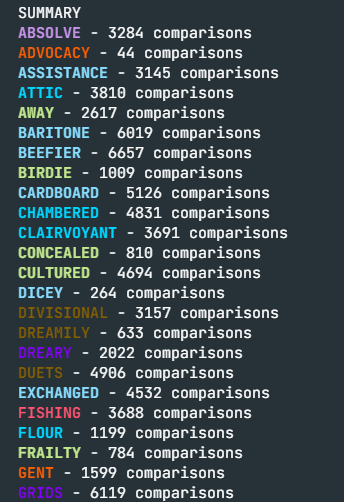 SUMMARY
ABSOLVE - 3284 comparisons
ADVOCACY - 44 comparisons
ASSISTANCE - 3145 comparisons
ATTIC - 3810 comparisons
AWAY - 2617 comparisons
BARITONE - 6019 comparisons
BEEFIER - 6657 comparisons
BIRDIE - 1009 comparisons
CARDBOARD - 5126 comparisons
CHAMBERED - 4831 comparisons
CLAIRVOYANT - 3691 comparisons
CONCEALED - 810 comparisons
CULTURED - 4694 comparisons
DICEY - 264 comparisons
DIVISIONAL - 3157 comparisons
DREAMILY - 633 comparisons
DREARY - 2022 comparisons
DUETS - 4906 comparisons
EXCHANGED - 4532 comparisons
FISHING - 3688 comparisons
FLOUR - 1199 comparisons
FRAILTY - 784 comparisons
GENT - 1599 comparisons
GRIDS - 6119 comparisons